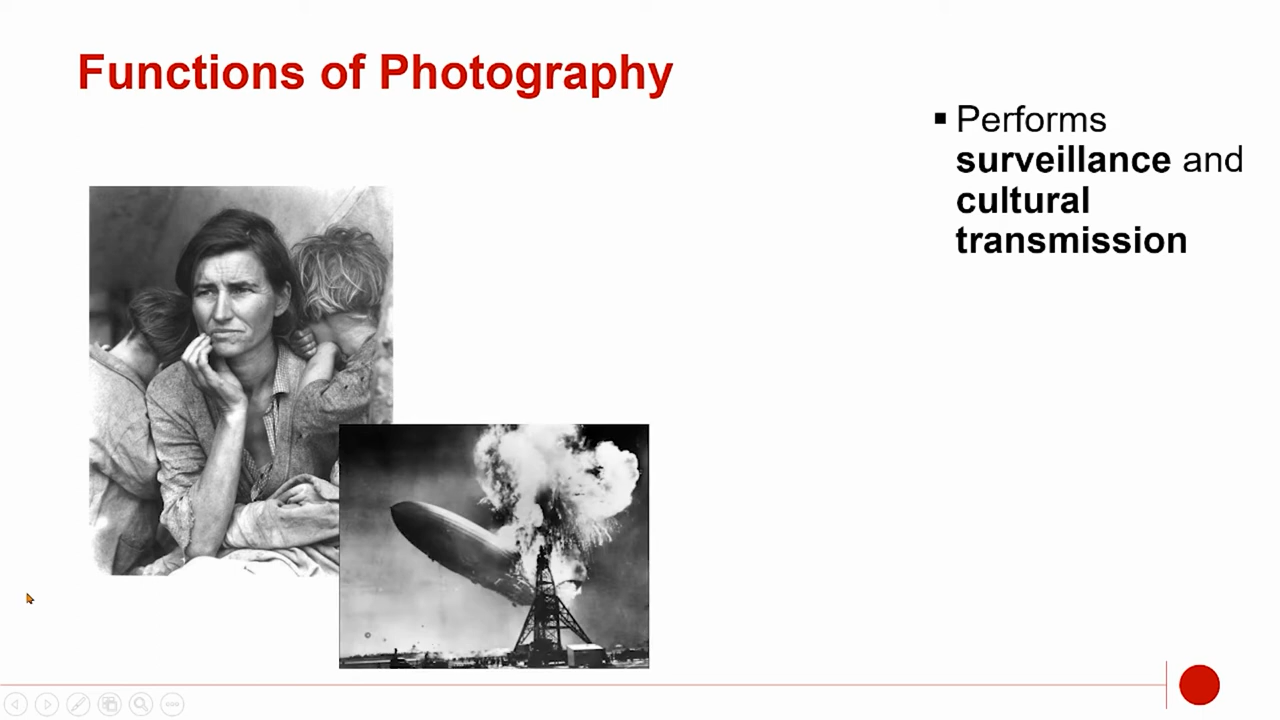 Functions of Photography
▪ Performs
surveillance and
cultural
transmission